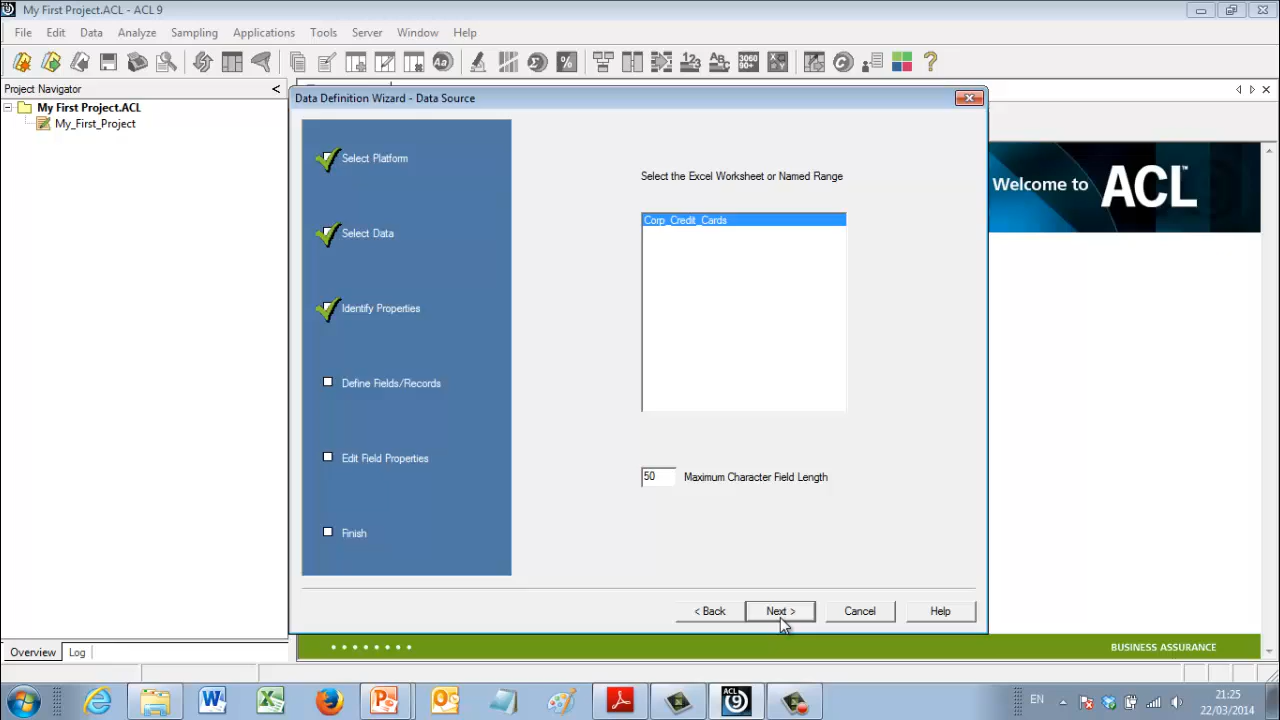 My First Project.ACL - ACL 9
File Edit Data Analyze Sampling Applications Tools Server Window Help
Project Navigator <
My First Project.ACL
My_First_Project
Data Definition Wizard - Data Source
Select Platform
Select Data
Identify Properties
Define Fields/Records
Edit Field Properties
Finish
Select the Excel Worksheet or Named Range
Corp_Credit_Cards
50 Maximum Character Field Length
< Back Next > Cancel Help
Welcome to ACL™
BUSINESS ASSURANCE
Overview Log
EN
21:25
22/03/2014